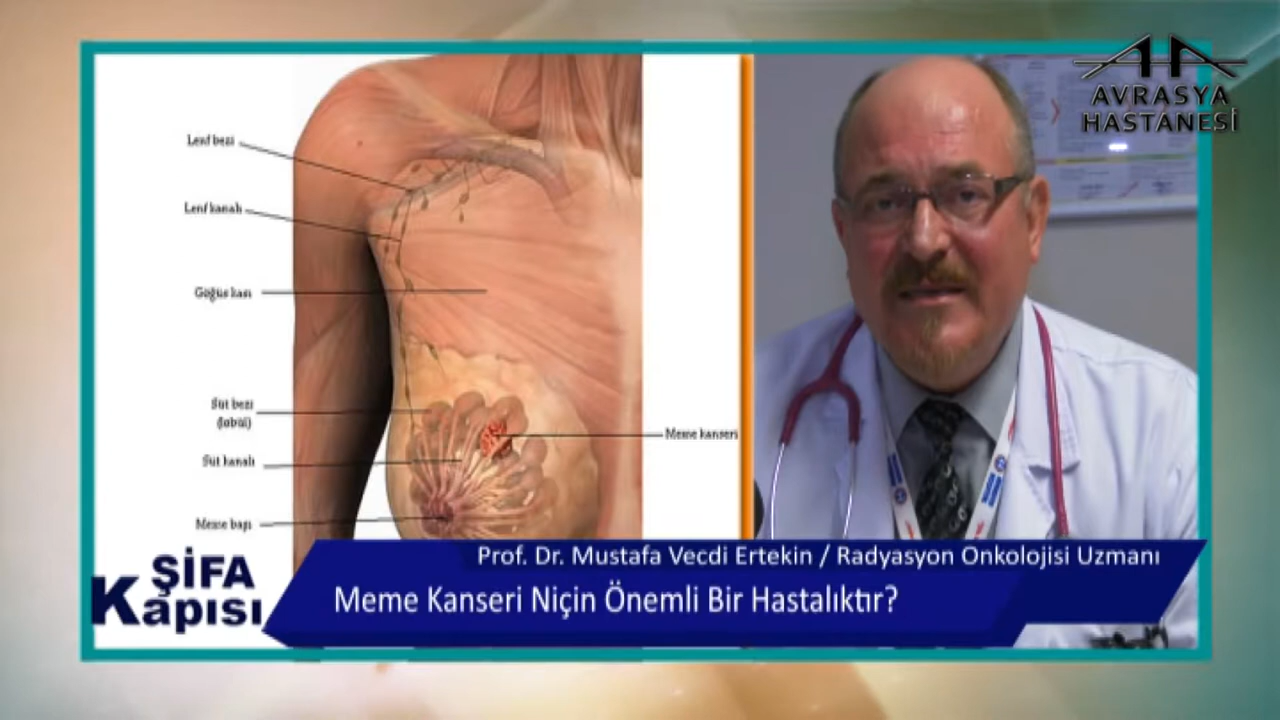 AVRASYA
HASTANESİ
Lenf bezi
Lenf kanalı
Göğüs kası
Süt bezi
(lobül)
Süt kanalı
Meme başı
Meme kanseri
ŞİFA
Kapısı
Prof. Dr. Mustafa Vecdi Ertekin / Radyasyon Onkolojisi Uzmanı
Meme Kanseri Niçin Önemli Bir Hastalıktır?